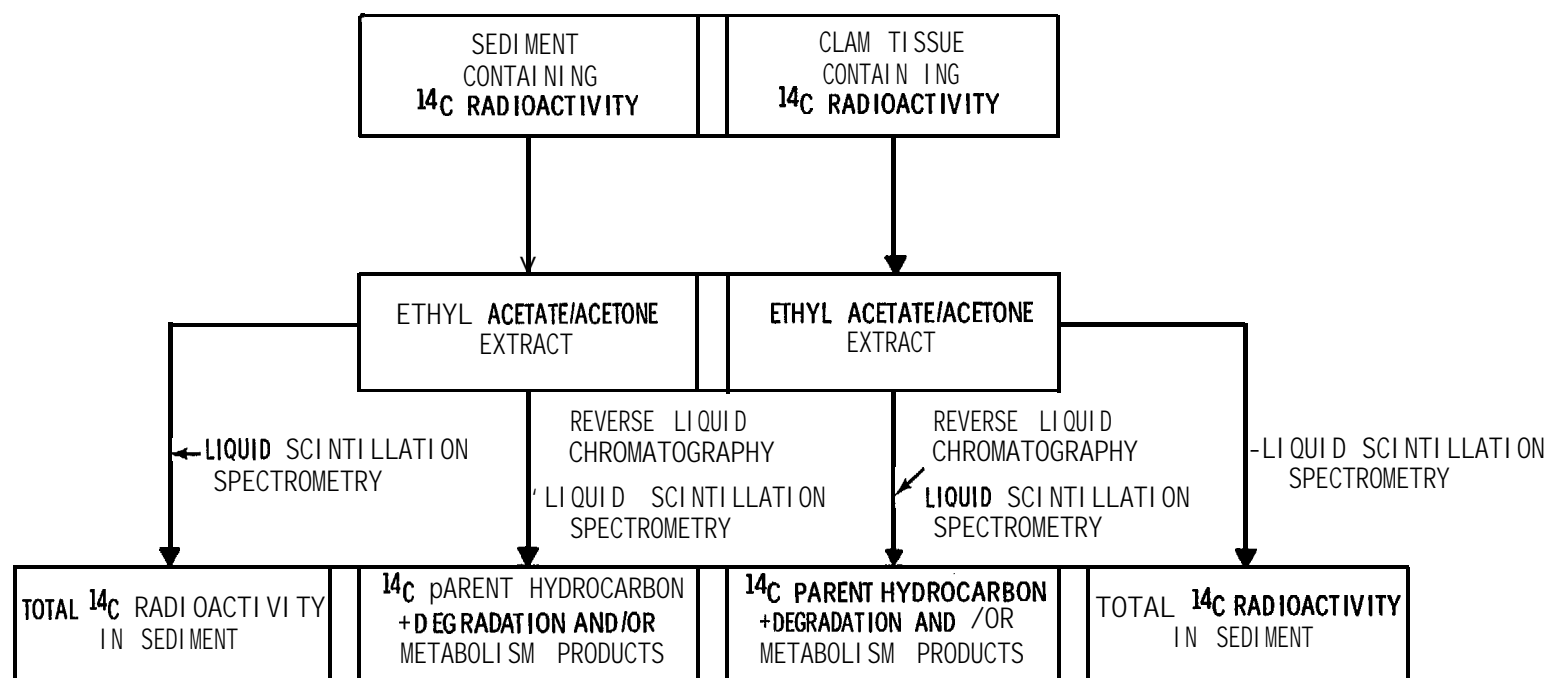 SEDIMENT
CONTAINING
14C RADIOACTIVITY
CLAM TISSUE
CONTAINING
14C RADIOACTIVITY
ETHYL ACETATE/ACETONE
EXTRACT
ETHYL ACETATE/ACETONE
EXTRACT
LIQUID SCINTILLATION
SPECTROMETRY
REVERSE LIQUID
CHROMATOGRAPHY
LIQUID SCINTILLATION
SPECTROMETRY
REVERSE LIQUID
CHROMATOGRAPHY
LIQUID SCINTILLATION
SPECTROMETRY
LIQUID SCINTILLATION
SPECTROMETRY
TOTAL 14C RADIOACTIVITY
IN SEDIMENT
14C pARENT HYDROCARBON
+DEGRADATION AND/OR
METABOLISM PRODUCTS
14C PARENT HYDROCARBON
+DEGRADATION AND /OR
METABOLISM PRODUCTS
TOTAL 14C RADIOACTIVITY
IN SEDIMENT